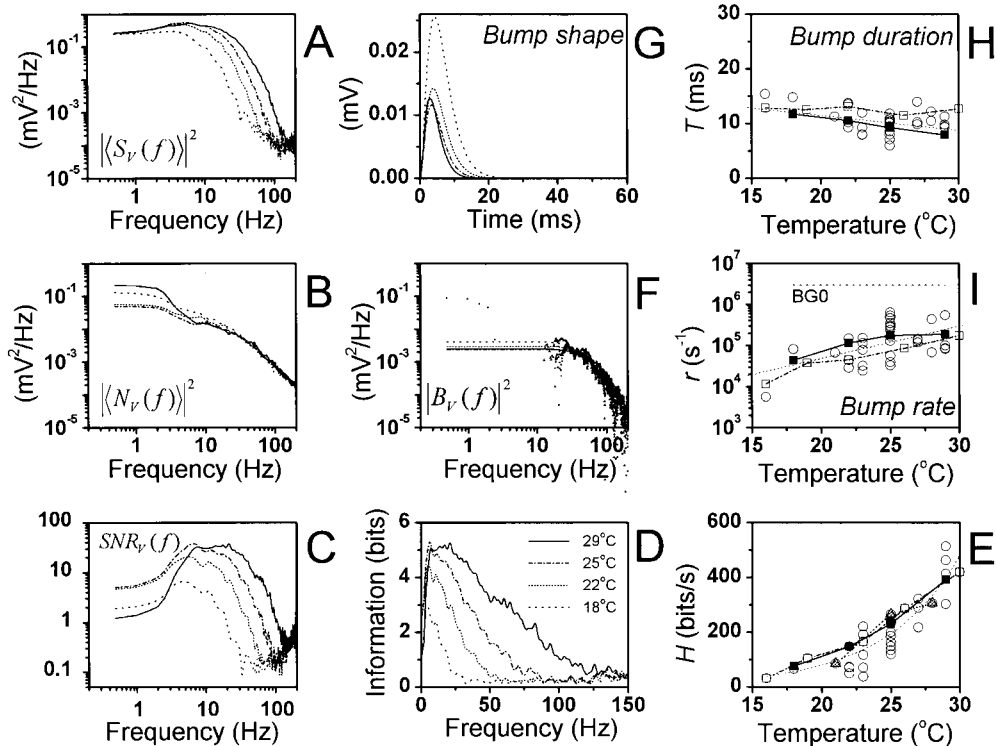 A
(mV²/Hz)
10⁻¹
10⁻³
10⁻⁵
|⟨S_V(f)⟩|²
1
10
100
Frequency (Hz)
G
Bump shape
(mV)
0.02
0.01
0.00
0
20
40
60
Time (ms)
H
Bump duration
T (ms)
30
20
10
0
15
20
25
30
Temperature (°C)
B
(mV²/Hz)
10⁻¹
10⁻³
10⁻⁵
|⟨N_V(f)⟩|²
1
10
100
Frequency (Hz)
F
(mV²/Hz)
10⁻¹
10⁻³
10⁻⁵
|B_V(f)|²
1
10
100
Frequency (Hz)
I
BG0
r (s⁻¹)
10⁷
10⁶
10⁵
10⁴
10³
Bump rate
15
20
25
30
Temperature (°C)
C
SNR_V(f)
100
10
1
0.1
1
10
100
Frequency (Hz)
D
Information (bits)
6
4
2
0
29°C
25°C
22°C
18°C
0
50
100
150
Frequency (Hz)
E
H (bits/s)
600
400
200
0
15
20
25
30
Temperature (°C)